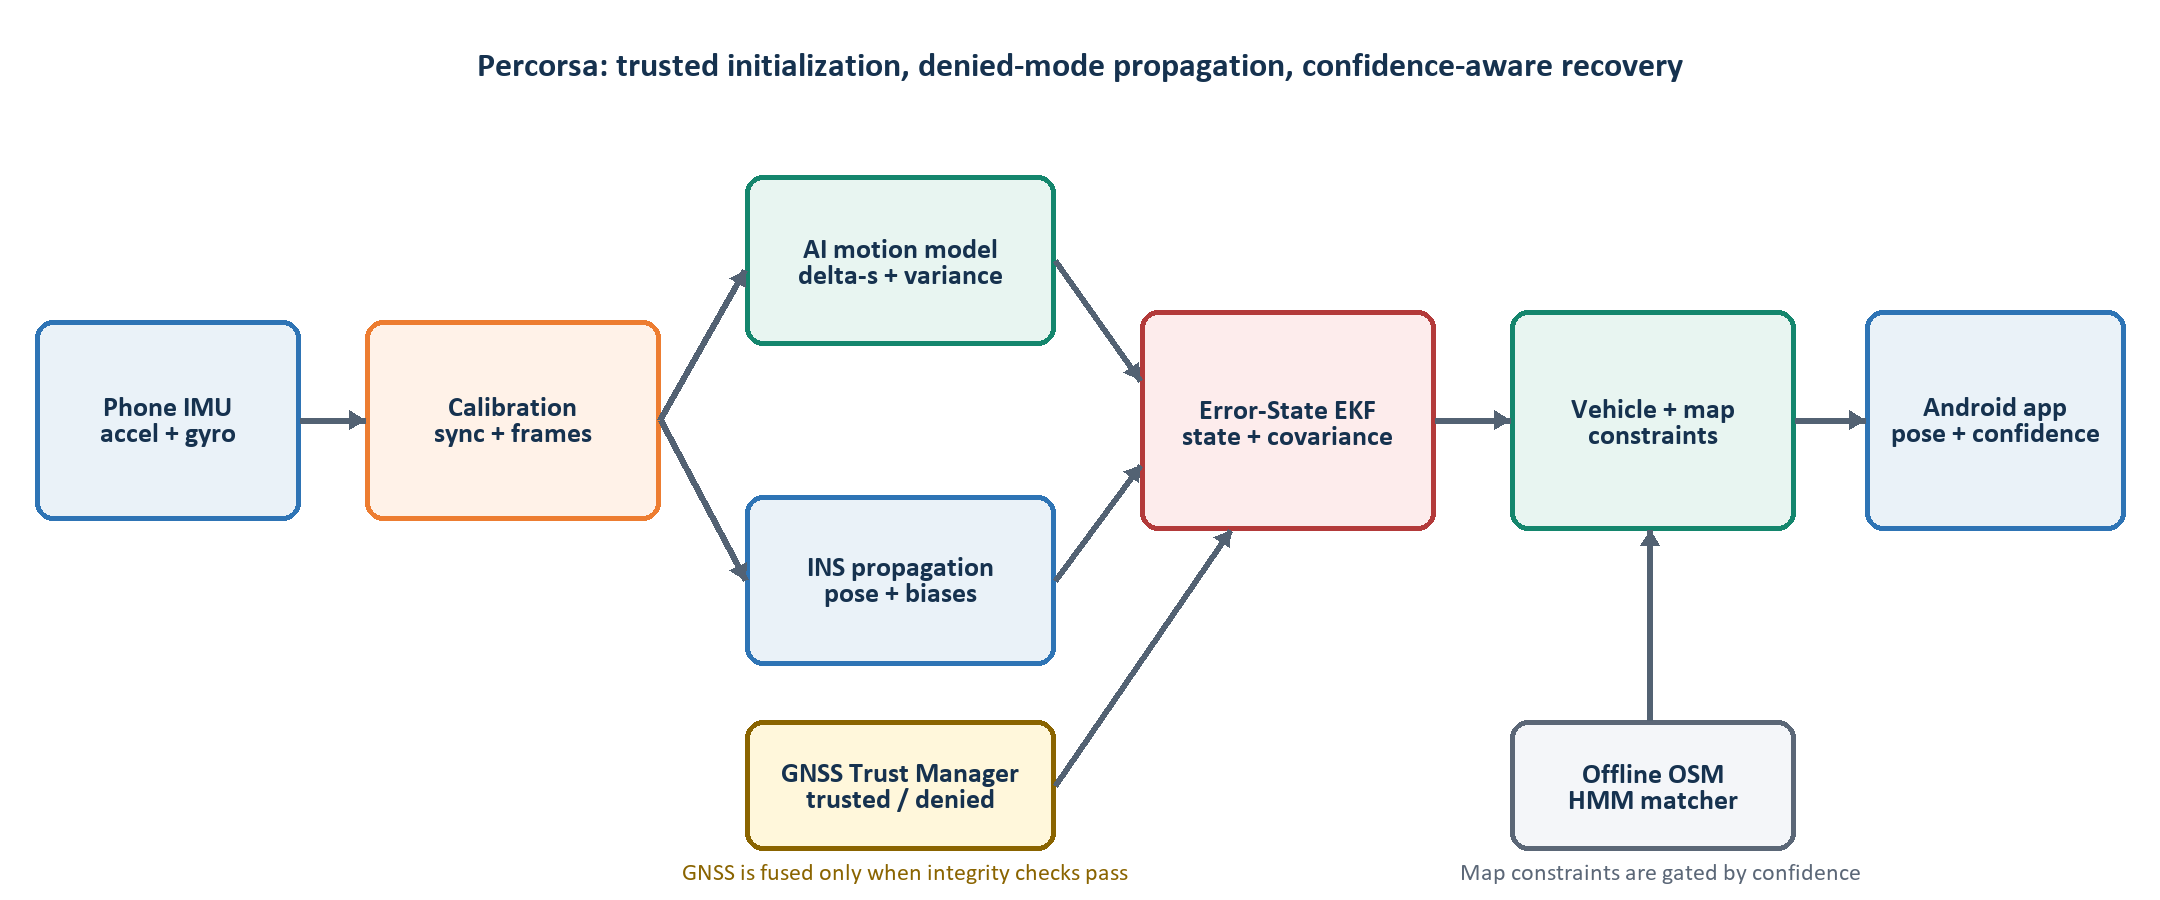 Percorsa: trusted initialization, denied-mode propagation, confidence-aware recovery
Phone IMU
accel + gyro
Calibration
sync + frames
AI motion model
delta-s + variance
INS propagation
pose + biases
GNSS Trust Manager
trusted / denied
GNSS is fused only when integrity checks pass
Error-State EKF
state + covariance
Vehicle + map
constraints
Offline OSM
HMM matcher
Map constraints are gated by confidence
Android app
pose + confidence